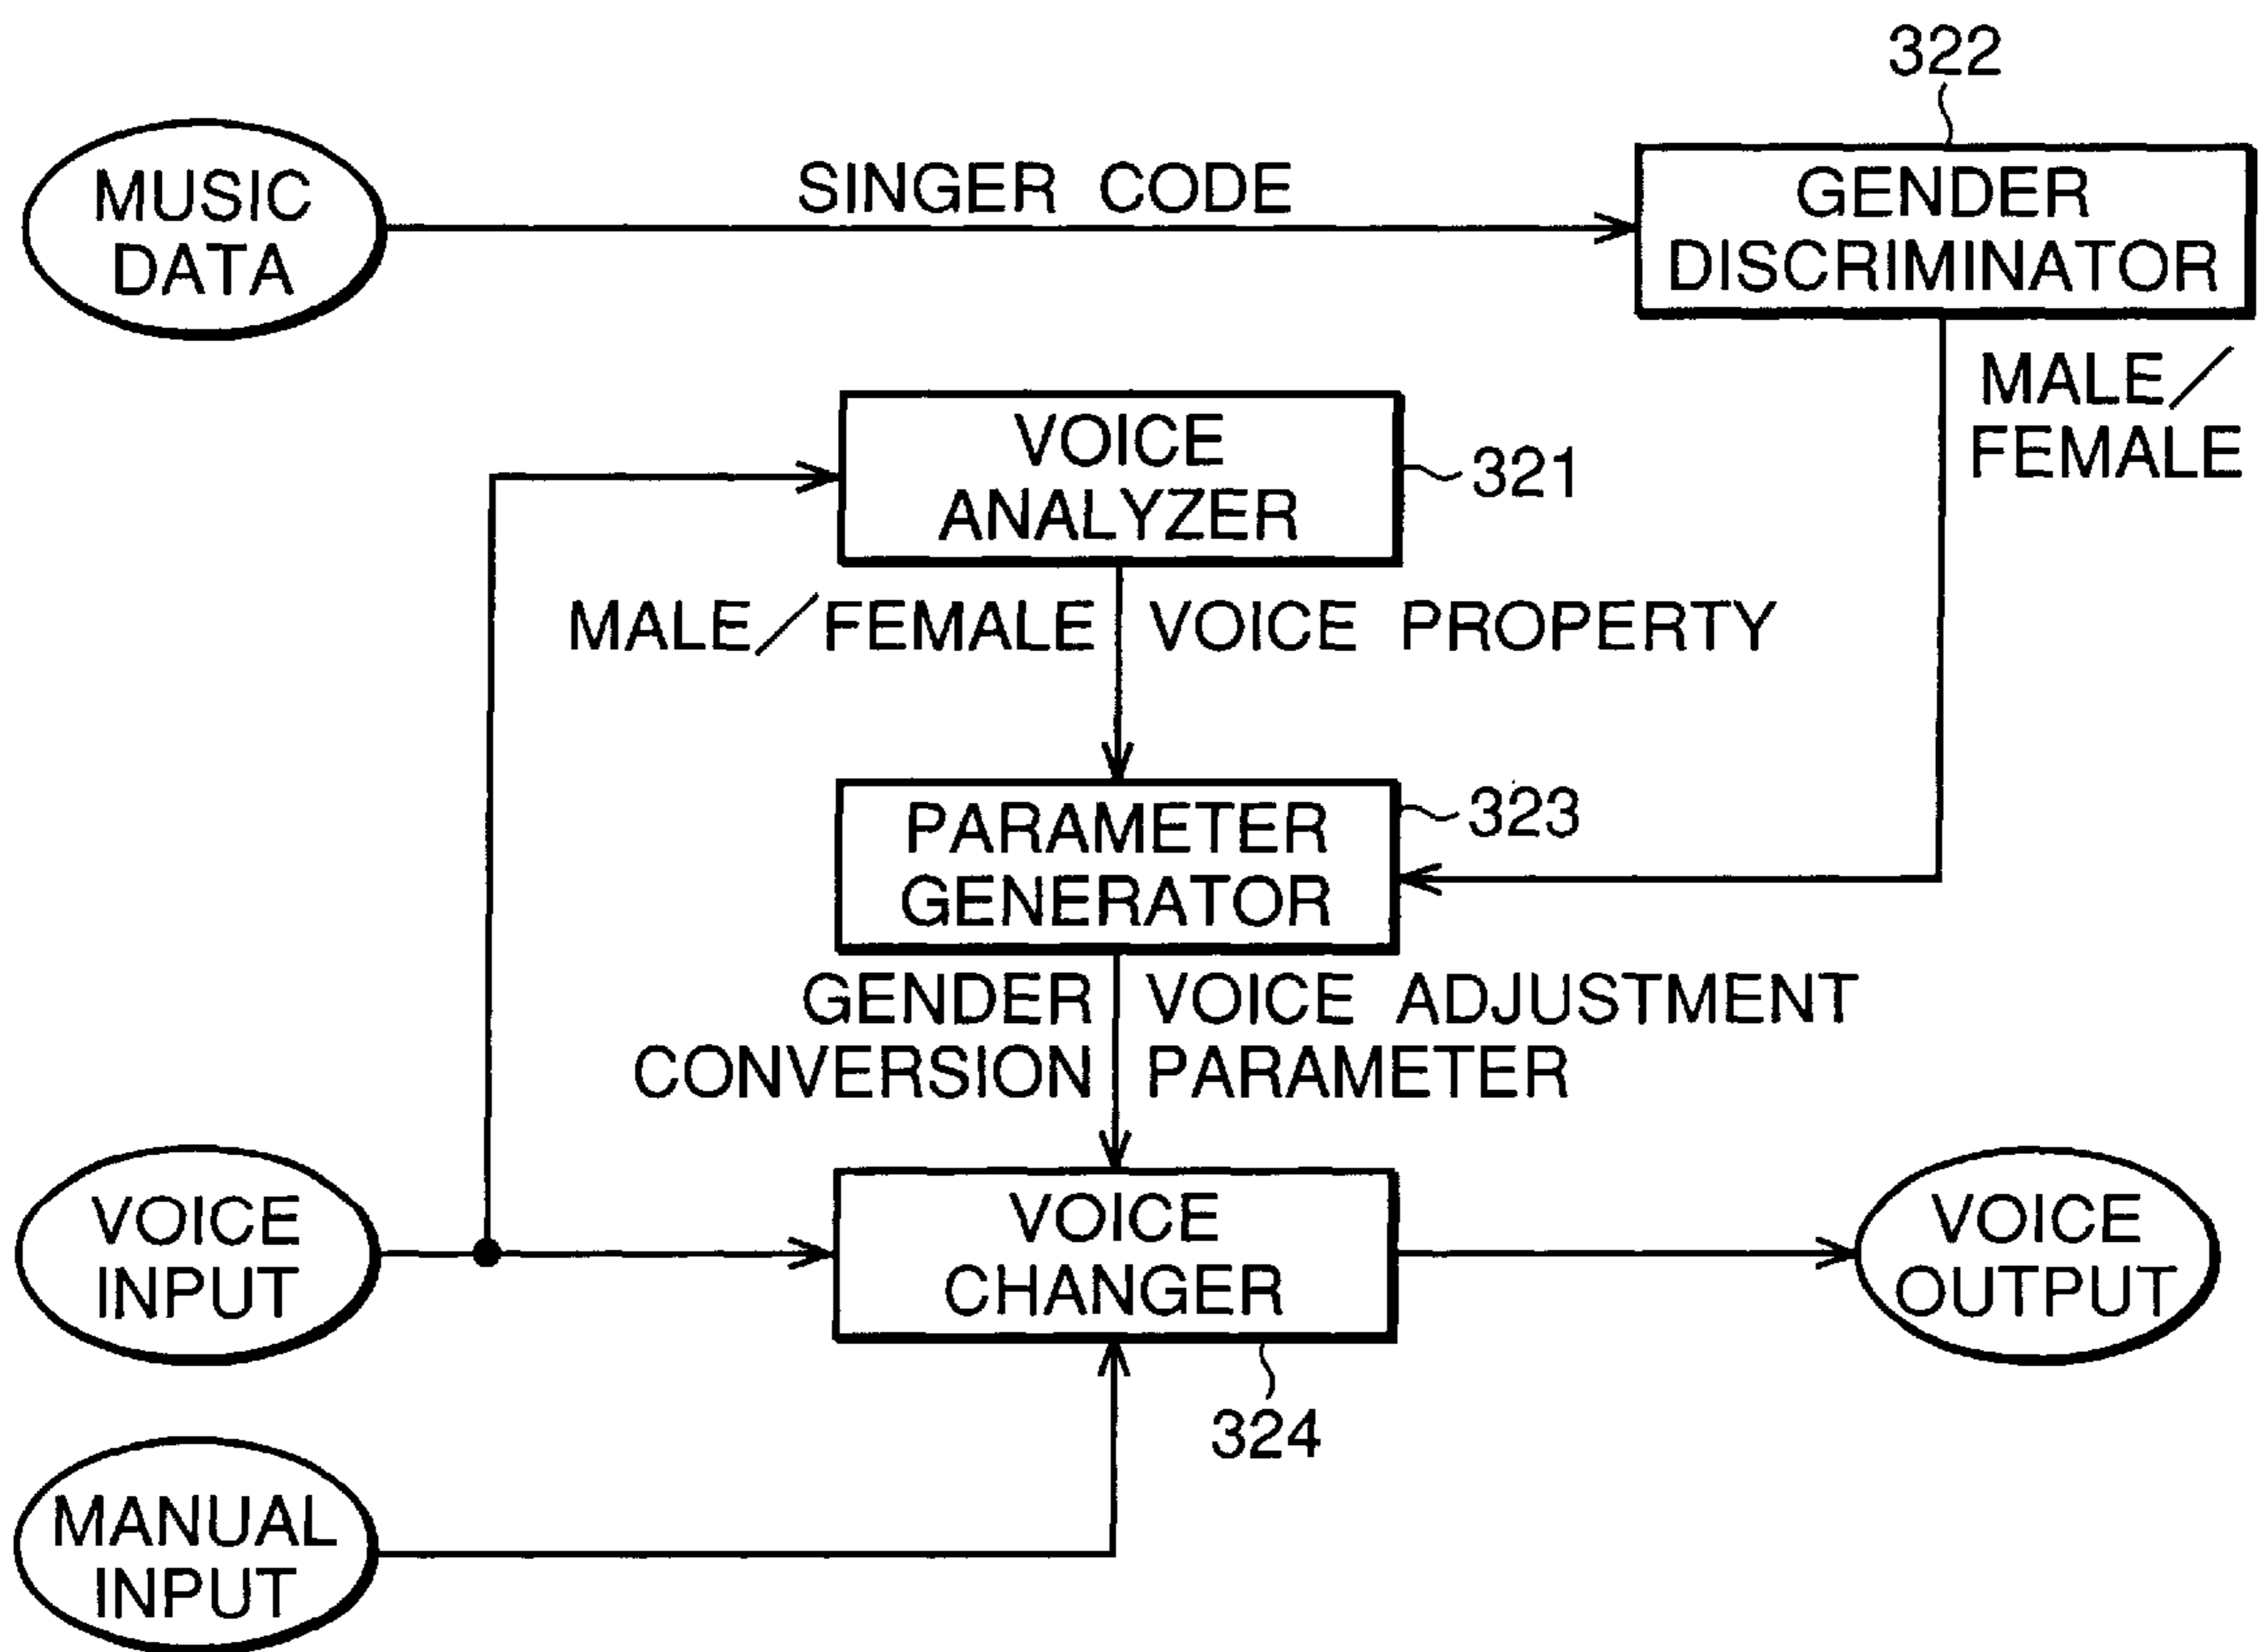 322
MUSIC
DATA
SINGER CODE
GENDER
DISCRIMINATOR
MALE/
FEMALE
VOICE
ANALYZER
321
MALE/FEMALE VOICE PROPERTY
PARAMETER
GENERATOR
323
GENDER VOICE ADJUSTMENT
CONVERSION PARAMETER
VOICE
INPUT
VOICE
CHANGER
VOICE
OUTPUT
324
MANUAL
INPUT